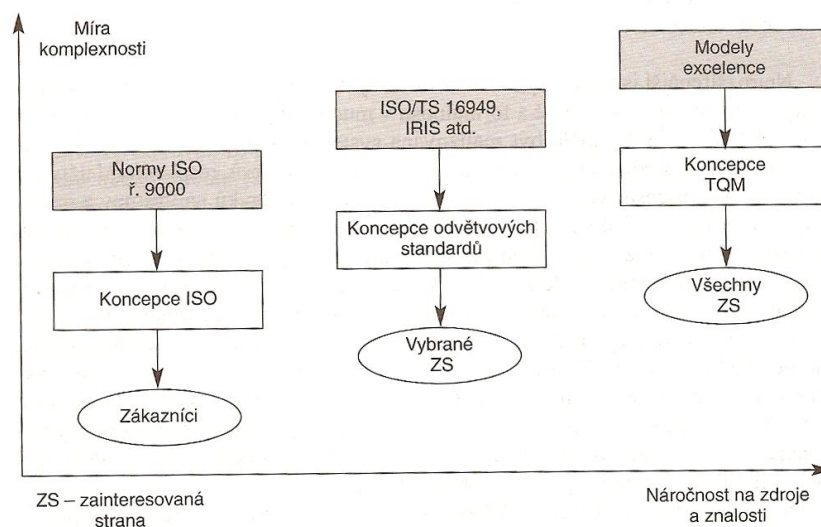 Míra
komplexnosti
Modely
excelence
ISO/TS 16949,
IRIS atd.
Normy ISO
ř. 9000
Koncepce
TQM
Koncepce odvětvových
standardů
Koncepce ISO
Všechny
ZS
Vybrané
ZS
Zákazníci
ZS – zainteresovaná
strana
Náročnost na zdroje
a znalosti